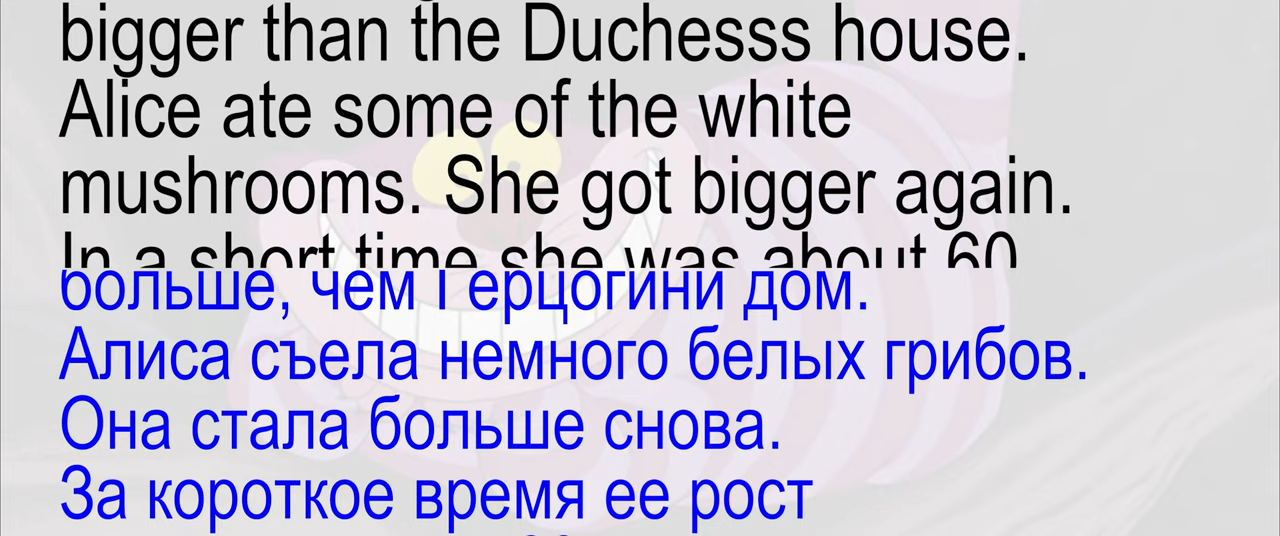 bigger than the Duchesss house.
Alice ate some of the white
mushrooms. She got bigger again.
In a short time she was about 60
больше, чем Герцогини дом.
Алиса съела немного белых грибов.
Она стала больше снова.
За короткое время ее рост